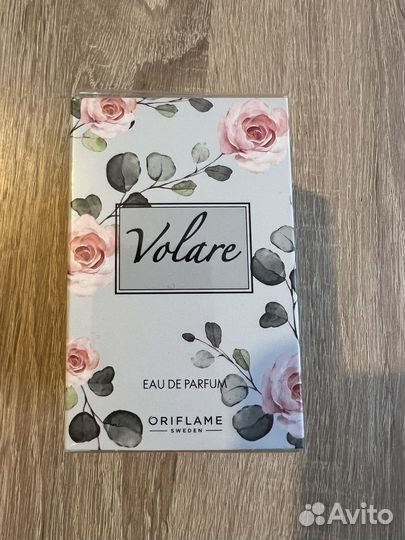 Volare
EAU DE PARFUM
ORIFLAME
SWEDEN
Avito